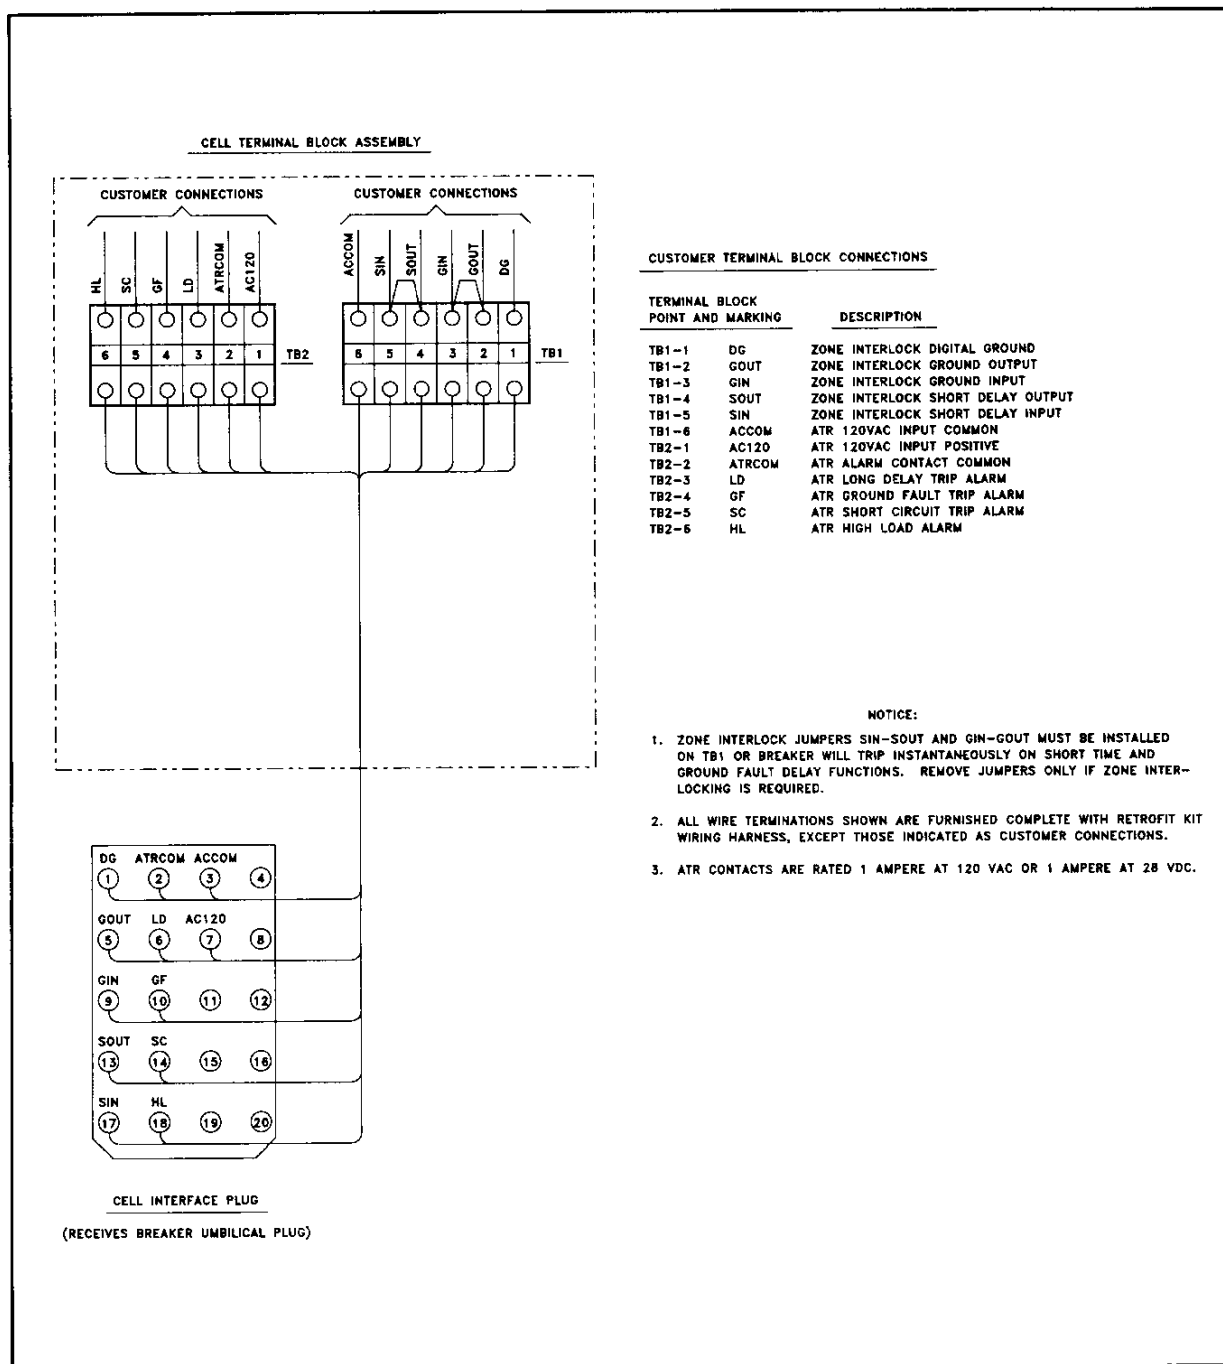 CELL TERMINAL BLOCK ASSEMBLY
CUSTOMER CONNECTIONS
HL
SC
GF
LD
ATRCOM
AC120
6 5 4 3 2 1 TB2
CUSTOMER CONNECTIONS
ACCOM
SIN
SOUT
GIN
GOUT
DG
6 5 4 3 2 1 TB1
CUSTOMER TERMINAL BLOCK CONNECTIONS
TERMINAL BLOCK
POINT AND MARKING DESCRIPTION
TB1-1 DG ZONE INTERLOCK DIGITAL GROUND
TB1-2 GOUT ZONE INTERLOCK GROUND OUTPUT
TB1-3 GIN ZONE INTERLOCK GROUND INPUT
TB1-4 SOUT ZONE INTERLOCK SHORT DELAY OUTPUT
TB1-5 SIN ZONE INTERLOCK SHORT DELAY INPUT
TB1-6 ACCOM ATR 120VAC INPUT COMMON
TB2-1 AC120 ATR 120VAC INPUT POSITIVE
TB2-2 ATRCOM ATR ALARM CONTACT COMMON
TB2-3 LD ATR LONG DELAY TRIP ALARM
TB2-4 GF ATR GROUND FAULT TRIP ALARM
TB2-5 SC ATR SHORT CIRCUIT TRIP ALARM
TB2-6 HL ATR HIGH LOAD ALARM
NOTICE:
1. ZONE INTERLOCK JUMPERS SIN-SOUT AND GIN-GOUT MUST BE INSTALLED
ON TB1 OR BREAKER WILL TRIP INSTANTANEOUSLY ON SHORT TIME AND
GROUND FAULT DELAY FUNCTIONS. REMOVE JUMPERS ONLY IF ZONE INTER-
LOCKING IS REQUIRED.
2. ALL WIRE TERMINATIONS SHOWN ARE FURNISHED COMPLETE WITH RETROFIT KIT
WIRING HARNESS, EXCEPT THOSE INDICATED AS CUSTOMER CONNECTIONS.
3. ATR CONTACTS ARE RATED 1 AMPERE AT 120 VAC OR 1 AMPERE AT 28 VDC.
DG ATRCOM ACCOM
1 2 3 4
GOUT LD AC120
5 6 7 8
GIN GF
9 10 11 12
SOUT SC
13 14 15 16
SIN HL
17 18 19 20
CELL INTERFACE PLUG
(RECEIVES BREAKER UMBILICAL PLUG)